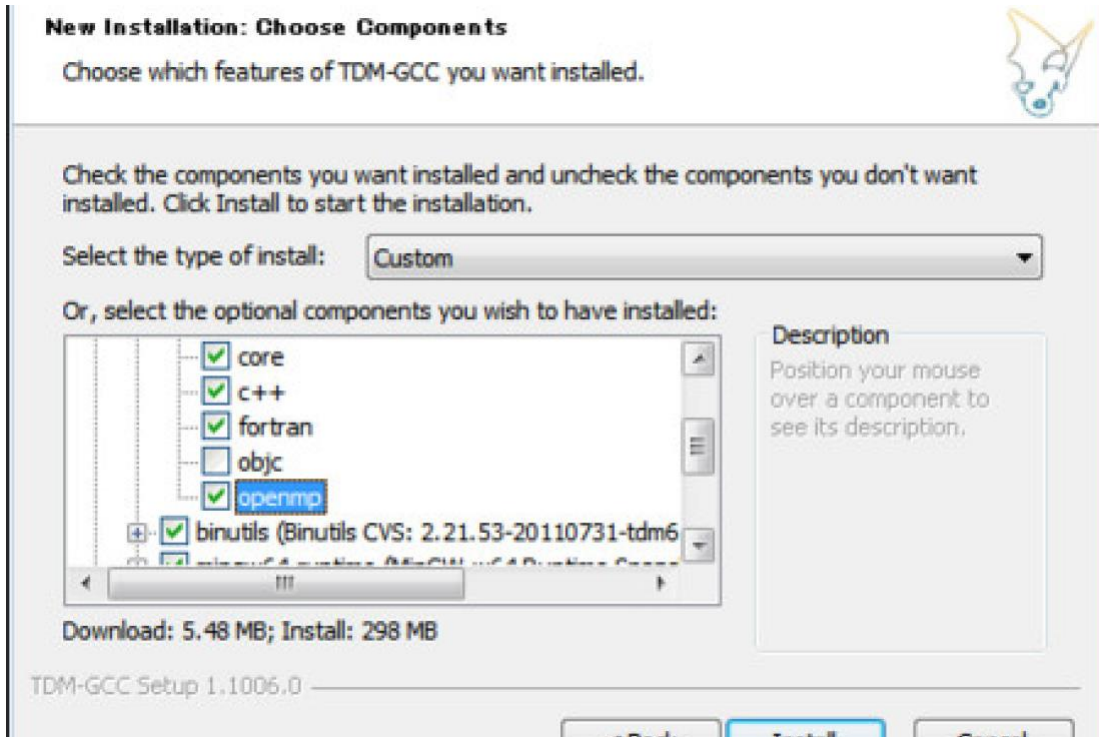 New Installation: Choose Components
Choose which features of TDM-GCC you want installed.
Check the components you want installed and uncheck the components you don't want
installed. Click Install to start the installation.
Select the type of install: Custom
Or, select the optional components you wish to have installed:
core
c++
fortran
objc
openmp
binutils (Binutils CVS: 2.21.53-20110731-tdm6
Description
Position your mouse
over a component to
see its description.
Download: 5.48 MB; Install: 298 MB
TDM-GCC Setup 1.1006.0
Back
Install
Cancel